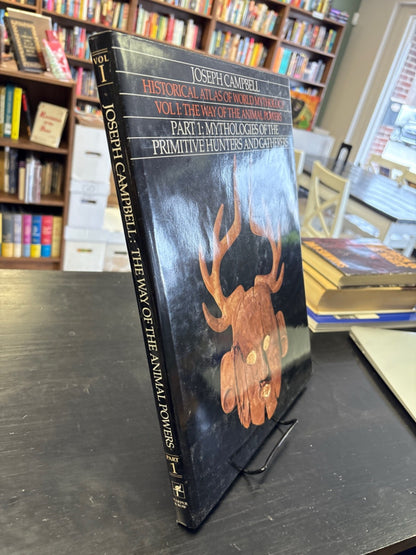 JOSEPH CAMPBELL
HISTORICAL ATLAS OF WORLD MYTHOLOGY
VOL I: THE WAY OF THE ANIMAL POWERS
PART 1: MYTHOLOGIES OF THE
PRIMITIVE HUNTERS AND GATHERERS
VOL
I
JOSEPH CAMPBELL: THE WAY OF THE ANIMAL POWERS
PART
1